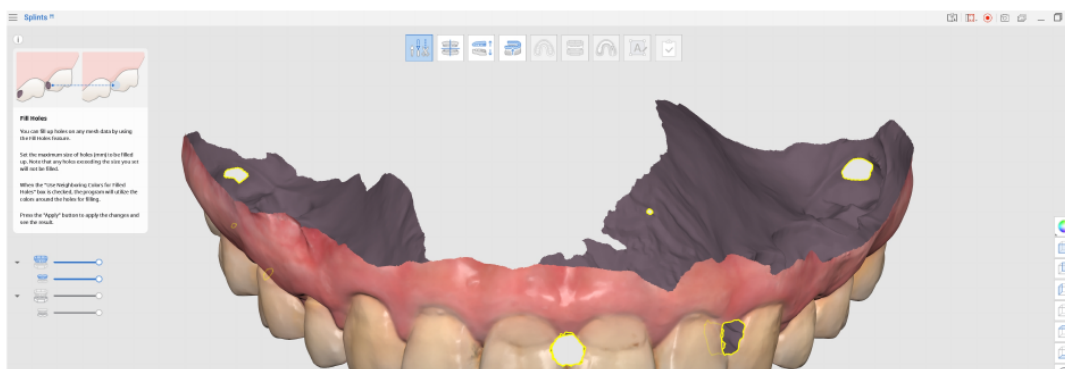 Splints
Fill Holes
You can fill up holes on any mesh data by using
the Fill Holes feature.
Set the maximum size of holes (mm) to be filled
up. Note that any holes exceeding the size you set
will not be filled.
When the "Use Neighboring Colors for Filled
Holes" box is checked, the program will utilize the
colors around the holes for filling.
Press the "Apply" button to apply the changes and
see the result.